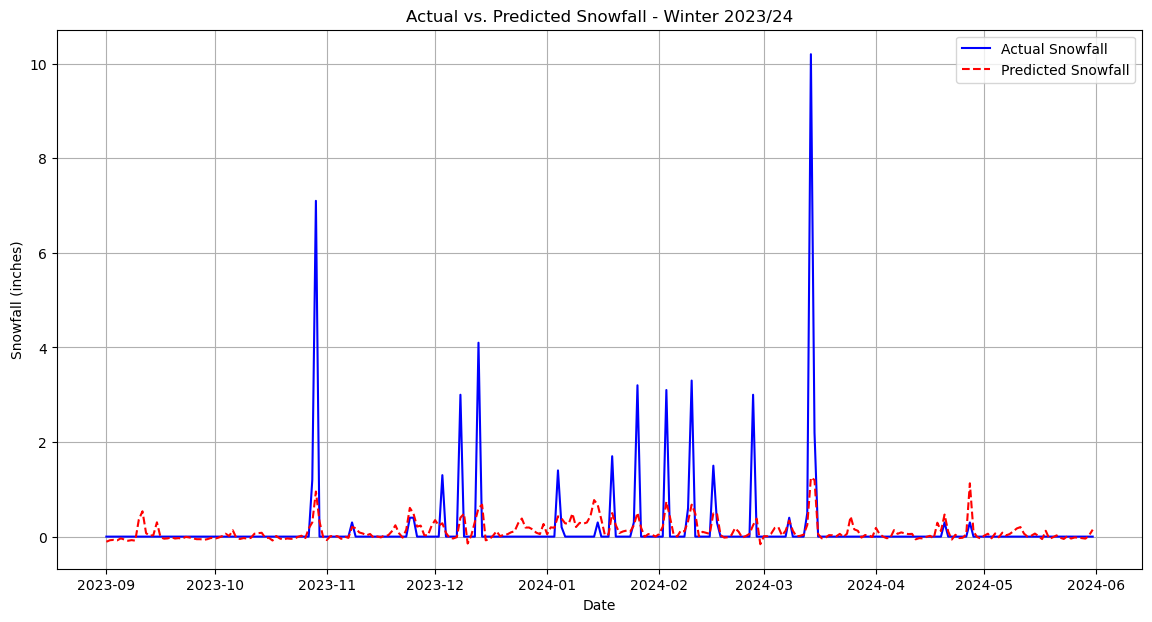 Actual vs. Predicted Snowfall - Winter 2023/24
Actual Snowfall
Predicted Snowfall
Snowfall (inches)
10
8
6
4
2
0
2023-09 2023-10 2023-11 2023-12 2024-01 2024-02 2024-03 2024-04 2024-05 2024-06
Date